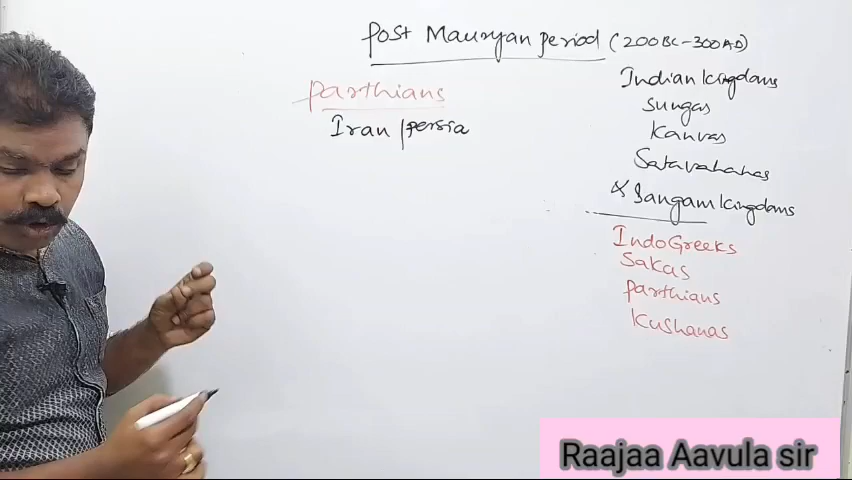 Post Mauryan period (200BC-300AD)
parthians
Iran/persia
Indian kingdoms
Sungas
Kanvas
Satavahanas
& Sangam kingdoms
IndoGreeks
Sakas
parthians
Kushanas
Raajaa Aavula sir